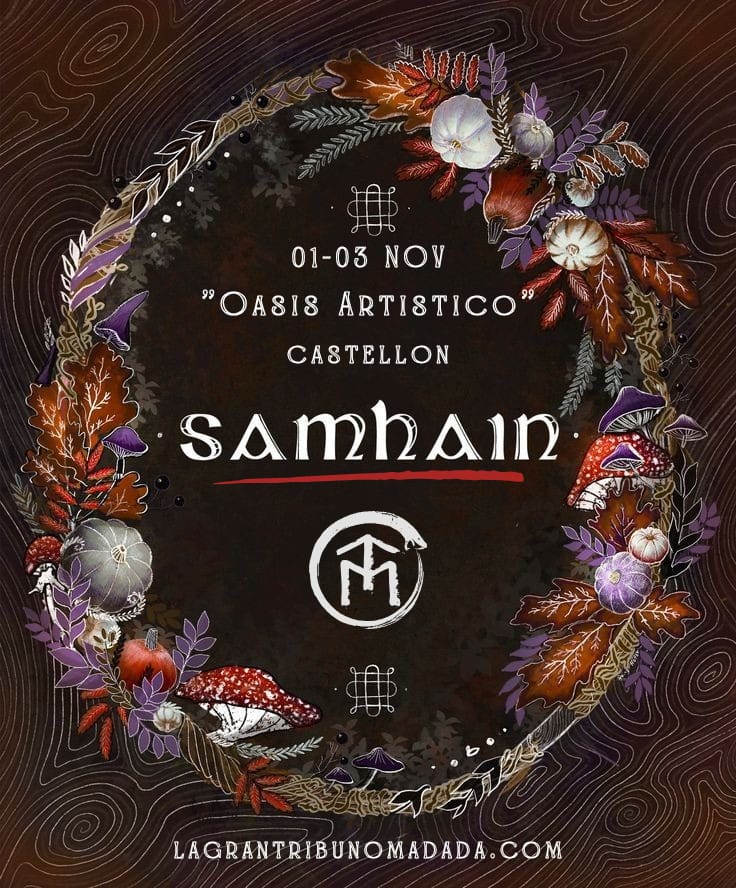 01-03 NOV
"OASIS ARTISTICO"
CASTELLON
SAMHAIN
LAGRANTRIBUNOMADADA.COM